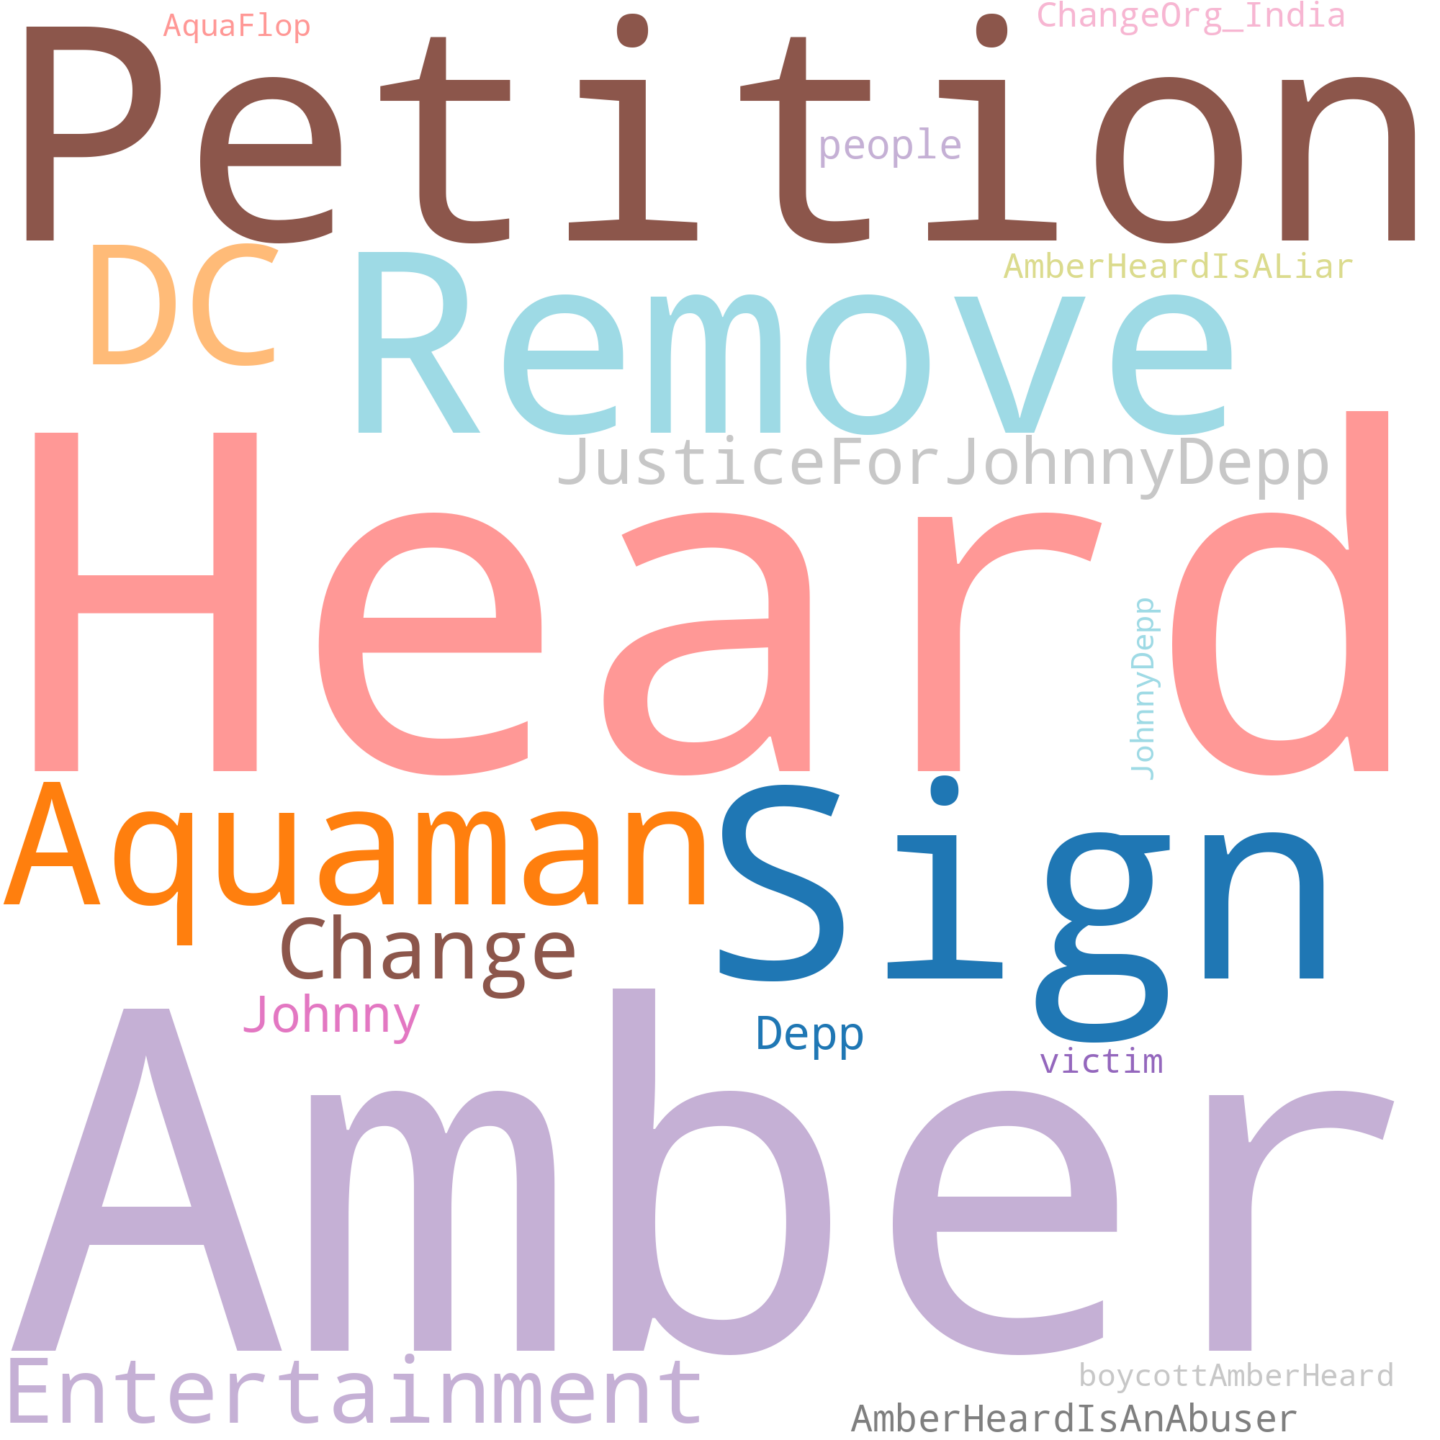 AquaFlop
ChangeOrg_India
Petition
people
DC
Remove
AmberHeardIsALiar
JusticeForJohnnyDepp
Heard
JohnnyDepp
Aquaman
Sign
Change
Johnny
Depp
victim
Amber
Entertainment
boycottAmberHeard
AmberHeardIsAnAbuser